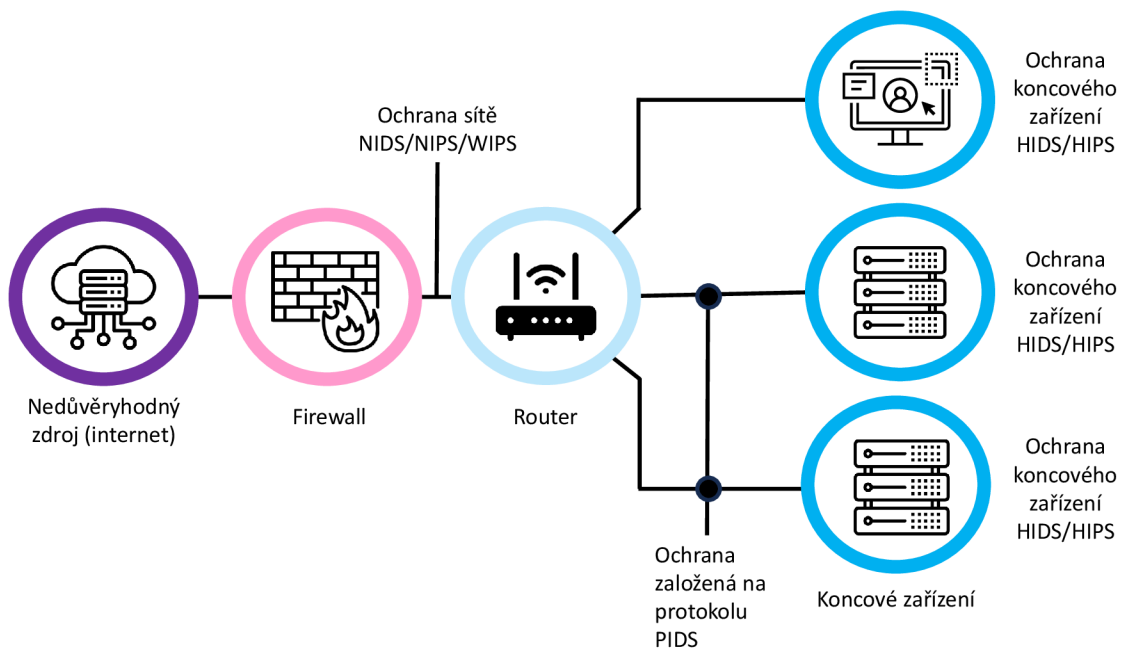 Ochrana sítě
NIDS/NIPS/WIPS
Ochrana
koncového
zařízení
HIDS/HIPS
Nedůvěryhodný
zdroj (internet)
Firewall
Router
Ochrana
koncového
zařízení
HIDS/HIPS
Ochrana
koncového
zařízení
HIDS/HIPS
Ochrana
založená na
protokolu
PIDS
Koncové zařízení